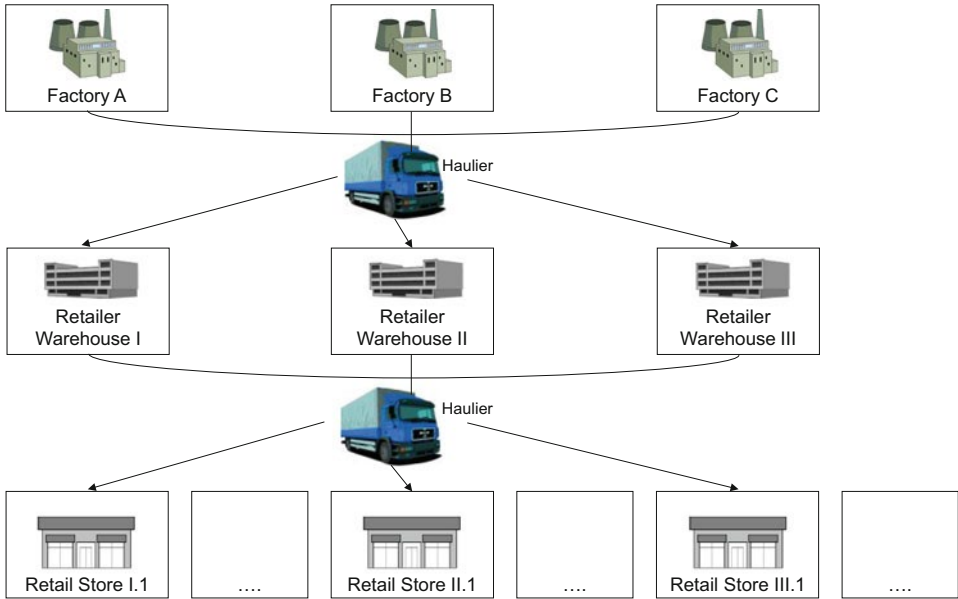 Factory A
Factory B
Factory C
Haulier
Retailer
Warehouse I
Retailer
Warehouse II
Retailer
Warehouse III
Haulier
Retail Store I.1
....
Retail Store II.1
....
Retail Store III.1
....